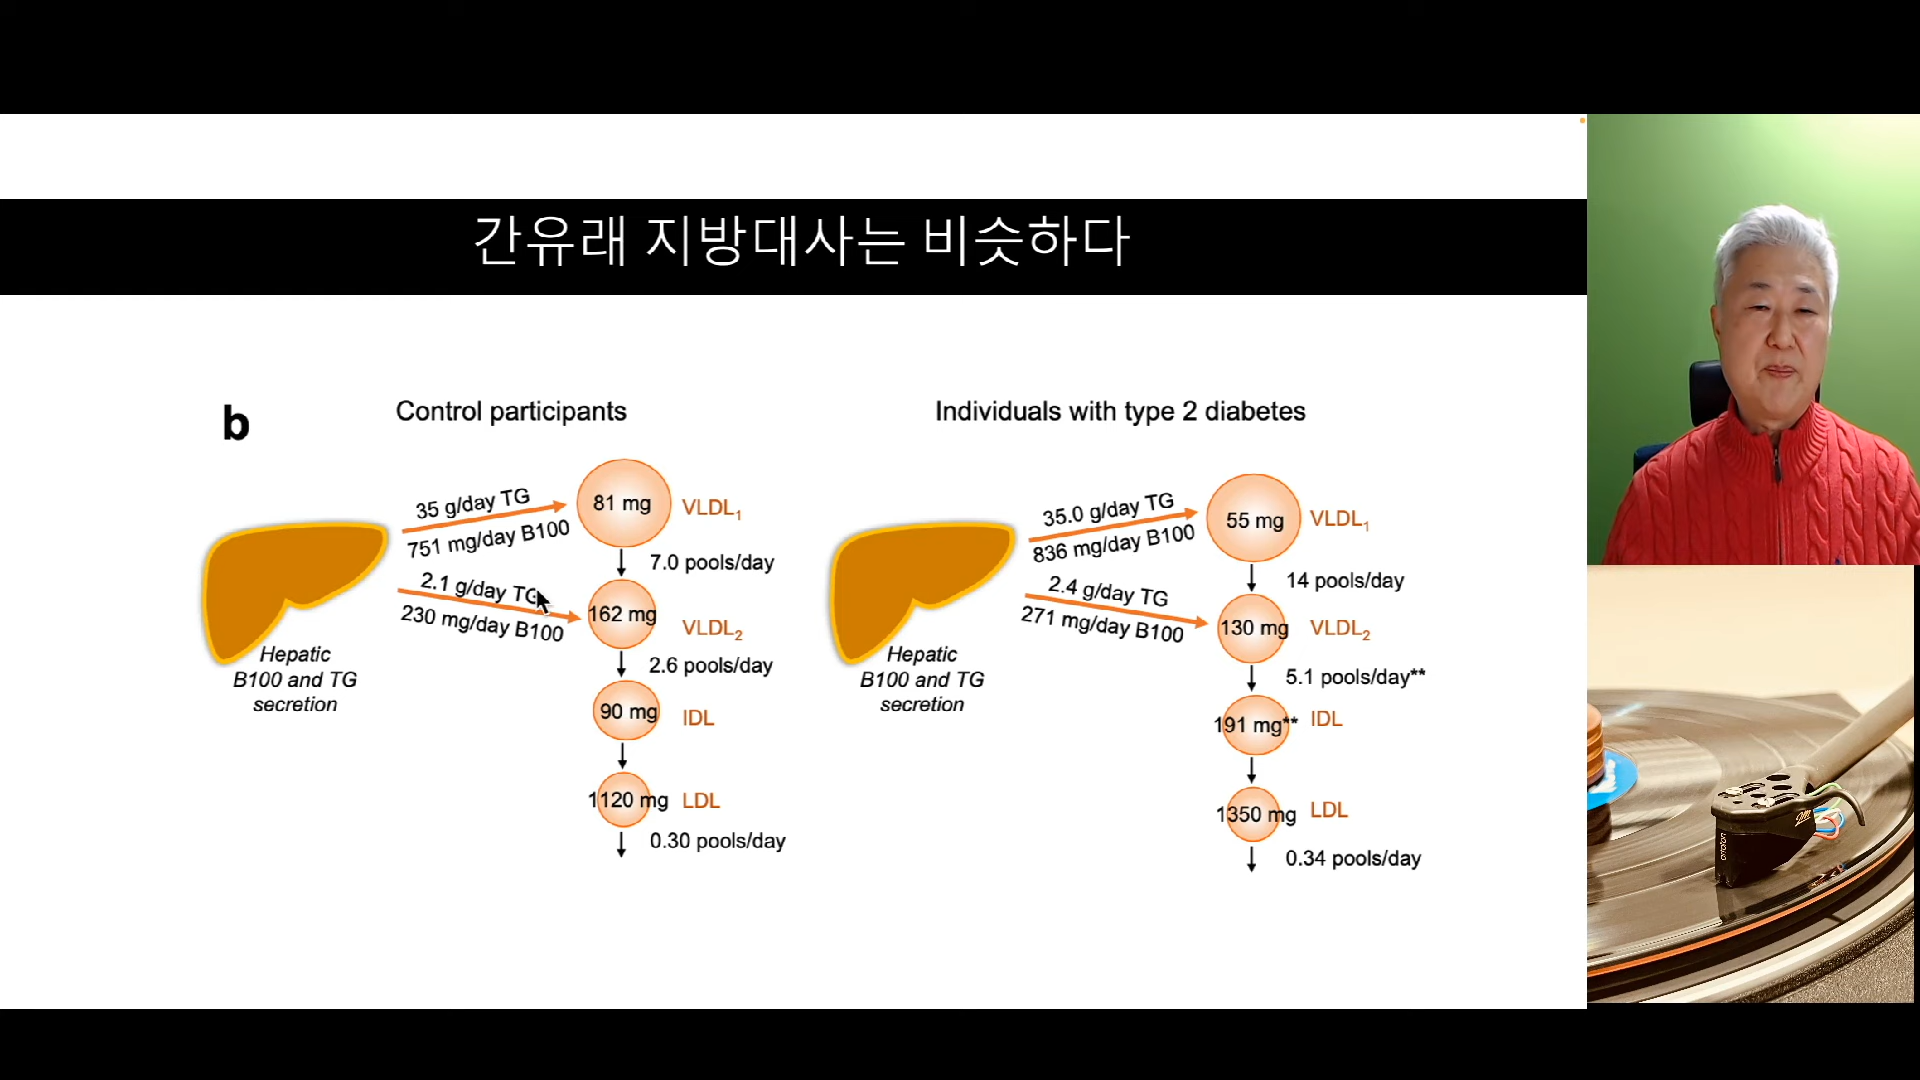 간유래 지방대사는 비슷하다
b
Control participants
35 g/day TG
751 mg/day B100
2.1 g/day TG
230 mg/day B100
Hepatic
B100 and TG
secretion
81 mg VLDL1
7.0 pools/day
162 mg VLDL2
2.6 pools/day
90 mg IDL
1120 mg LDL
0.30 pools/day
Individuals with type 2 diabetes
35.0 g/day TG
836 mg/day B100
2.4 g/day TG
271 mg/day B100
Hepatic
B100 and TG
secretion
55 mg VLDL1
14 pools/day
130 mg VLDL2
5.1 pools/day**
191 mg** IDL
1350 mg LDL
0.34 pools/day
ortofon
2M